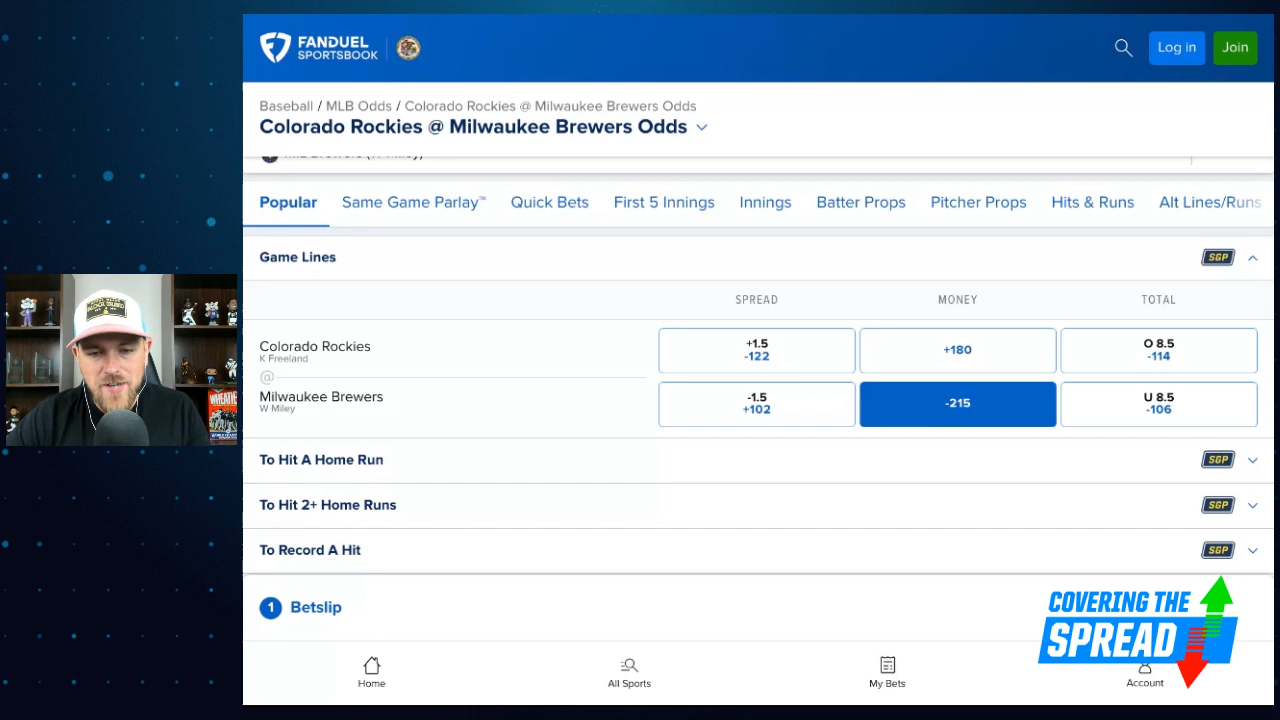 FANDUEL
SPORTSBOOK
Log in
Join
Baseball / MLB Odds / Colorado Rockies @ Milwaukee Brewers Odds
Colorado Rockies @ Milwaukee Brewers Odds
Popular
Same Game Parlay™
Quick Bets
First 5 Innings
Innings
Batter Props
Pitcher Props
Hits & Runs
Alt Lines/Runs
Game Lines
SGP
SPREAD
MONEY
TOTAL
Colorado Rockies
K Freeland
+1.5
-122
+180
O 8.5
-114
@
Milwaukee Brewers
W Miley
-1.5
+102
-215
U 8.5
-106
To Hit A Home Run
SGP
To Hit 2+ Home Runs
SGP
To Record A Hit
SGP
1 Betslip
COVERING THE
SPREAD
Home
All Sports
My Bets
Account
WHEATIES